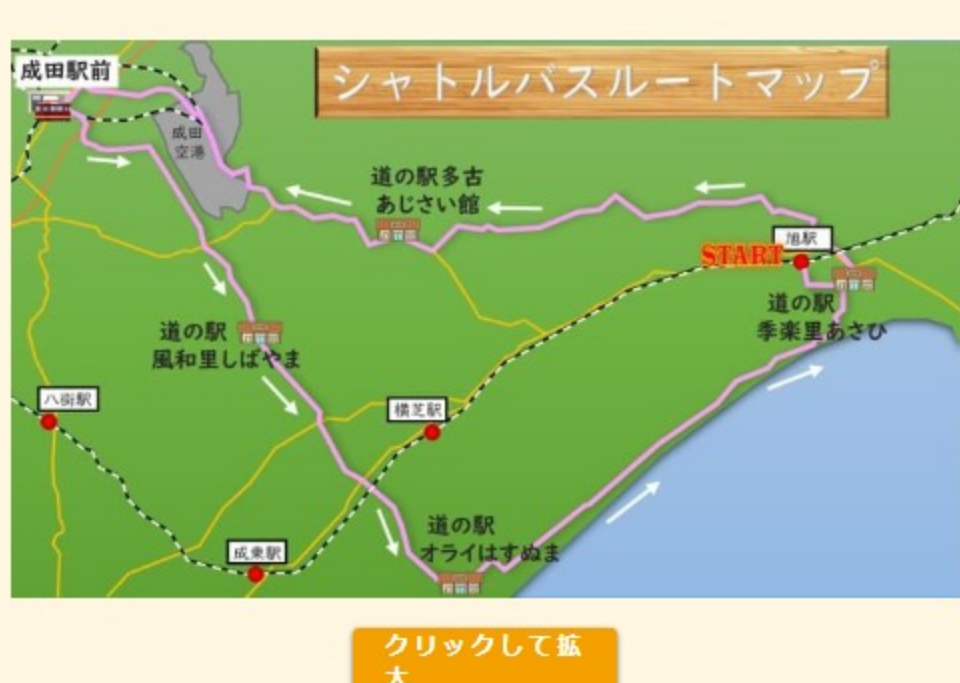 成田駅前
シャトルバスルートマップ
成田
空港
道の駅多古
あじさい館
旭駅
START
道の駅
季楽里あさひ
道の駅
風和里しばやま
八街駅
横芝駅
道の駅
オライはすぬま
成東駅
クリックして拡
大